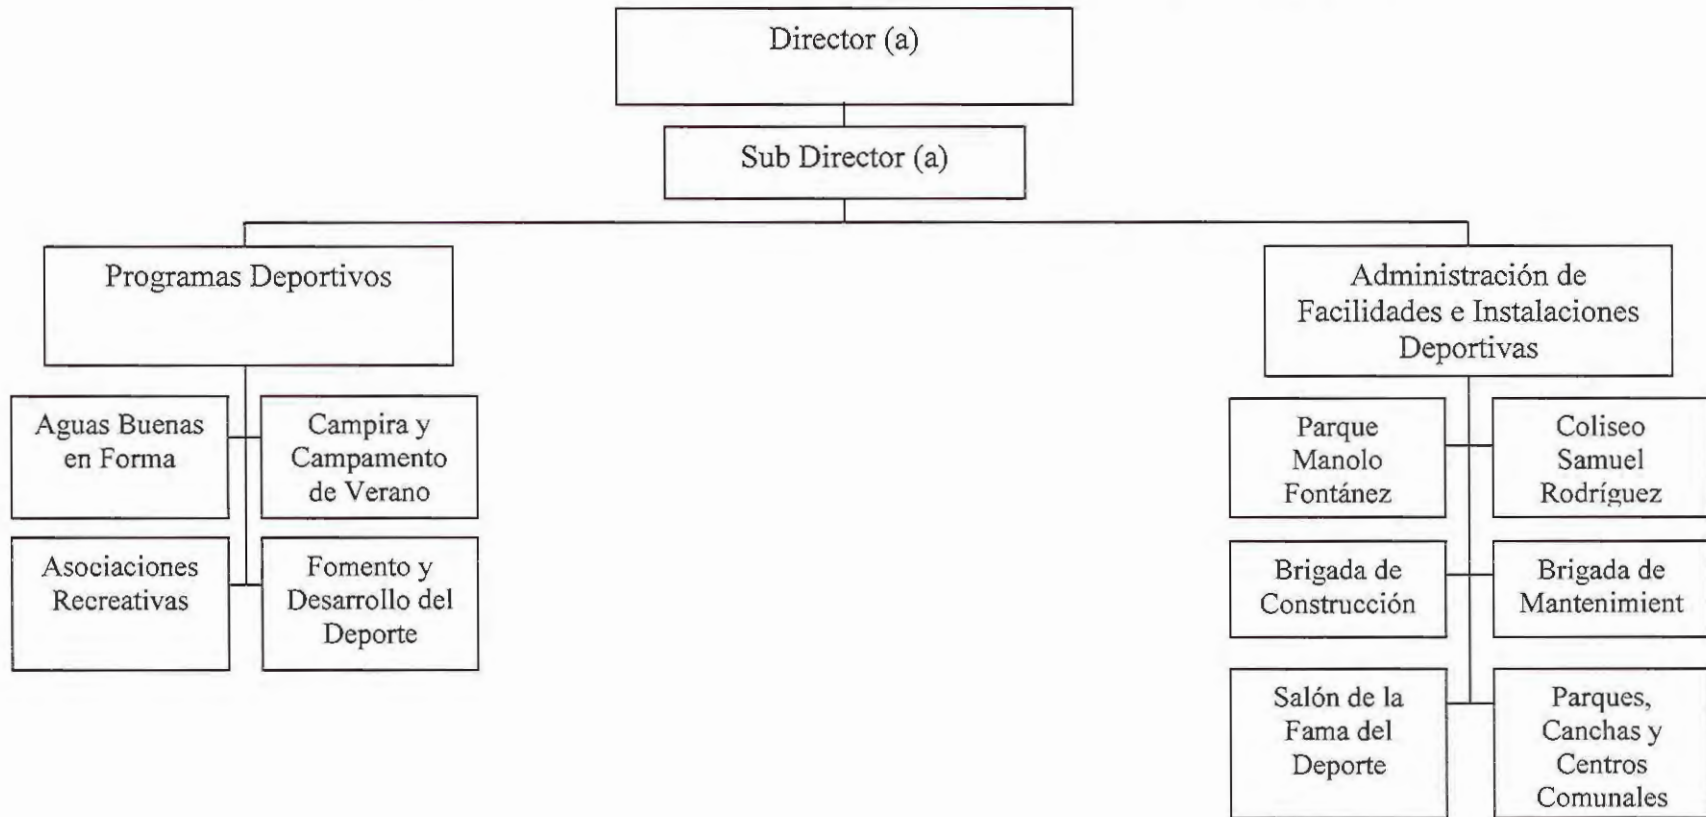 Director (a)
Sub Director (a)
Programas Deportivos
Administración de
Facilidades e Instalaciones
Deportivas
Aguas Buenas
en Forma
Campira y
Campamento
de Verano
Asociaciones
Recreativas
Fomento y
Desarrollo del
Deporte
Parque
Manolo
Fontánez
Coliseo
Samuel
Rodríguez
Brigada de
Construcción
Brigada de
Mantenimient
Salón de la
Fama del
Deporte
Parques,
Canchas y
Centros
Comunales